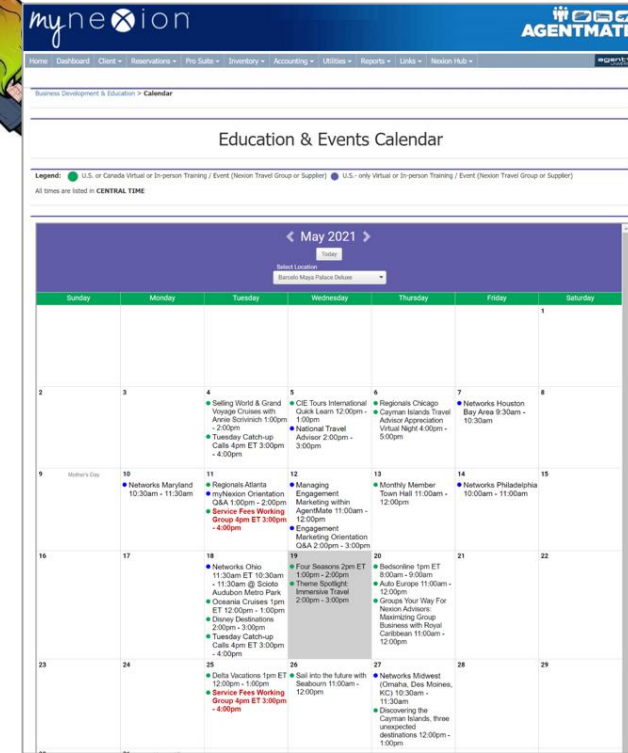 mynexion
AGENTMATE
Home Dashboard Client Reservations Pro Suite Inventory Accounting Utilities Reports Links Nexion Hub
Business Development & Education > Calendar
Education & Events Calendar
Legend: U.S. or Canada Virtual or In-person Training / Event (Nexion Travel Group or Supplier) U.S.- only Virtual or In-person Training / Event (Nexion Travel Group or Supplier)
All times are listed in CENTRAL TIME
May 2021
Today
Select Location
Barcelo Maya Palace Deluxe
Sunday Monday Tuesday Wednesday Thursday Friday Saturday
1
2
3
4
Selling World & Grand
Voyage Cruises with
Annie Scrivinich 1:00pm
- 2:00pm
Tuesday Catch-up
Calls 4pm ET 3:00pm
- 4:00pm
5
CIE Tours International
Quick Learn 12:00pm -
1:00pm
National Travel
Advisor 2:00pm -
3:00pm
6
Regionals Chicago
Cayman Islands Travel
Advisor Appreciation
Virtual Night 4:00pm -
5:00pm
7
Networks Houston
Bay Area 9:30am -
10:30am
8
9 Mother's Day
10
Networks Maryland
10:30am - 11:30am
11
Regionals Atlanta
myNexion Orientation
Q&A 1:00pm - 2:00pm
Service Fees Working
Group 4pm ET 3:00pm
- 4:00pm
12
Managing
Engagement
Marketing within
AgentMate 11:00am -
12:00pm
Engagement
Marketing Orientation
Q&A 2:00pm - 3:00pm
13
Monthly Member
Town Hall 11:00am -
12:00pm
14
Networks Philadelphia
10:00am - 11:00am
15
16
17
18
Networks Ohio
11:30am ET 10:30am
- 11:30am @ Scioto
Audubon Metro Park
Oceania Cruises 1pm
ET 12:00pm - 1:00pm
Disney Destinations
2:00pm - 3:00pm
Tuesday Catch-up
Calls 4pm ET 3:00pm
- 4:00pm
19
Four Seasons 2pm ET
1:00pm - 2:00pm
Theme Spotlight:
Immersive Travel
2:00pm - 3:00pm
20
Bedsonline 1pm ET
8:00am - 9:00am
Auto Europe 11:00am -
12:00pm
Groups Your Way For
Nexion Advisors:
Maximizing Group
Business with Royal
Caribbean 11:00am -
12:00pm
21
22
23
24
25
Delta Vacations 1pm ET
12:00pm - 1:00pm
Service Fees Working
Group 4pm ET 3:00pm
- 4:00pm
26
Sail into the future with
Seabourn 11:00am -
12:00pm
27
Networks Midwest
(Omaha, Des Moines,
KC) 10:30am -
11:30am
Discovering the
Cayman Islands, three
unexpected
destinations 12:00pm -
1:00pm
28
29